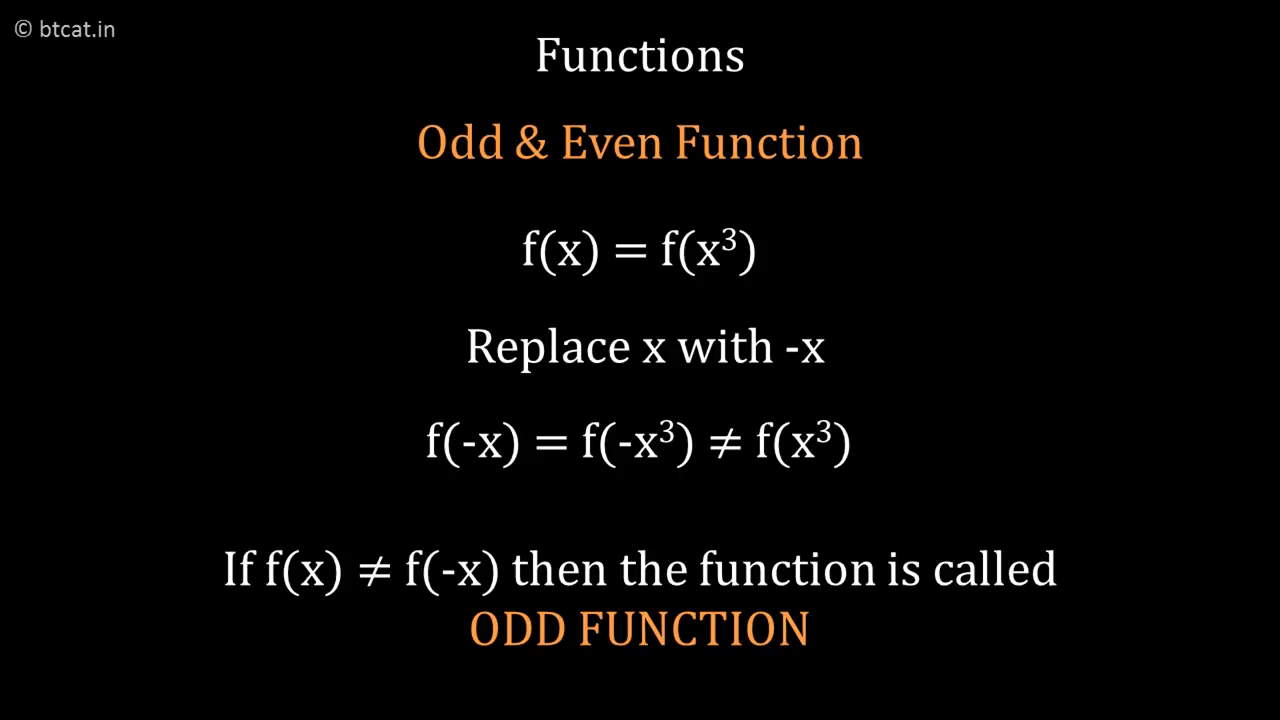 © btcat.in
Functions
Odd & Even Function
f(x) = f(x³)
Replace x with -x
f(-x) = f(-x³) ≠ f(x³)
If f(x) ≠ f(-x) then the function is called
ODD FUNCTION